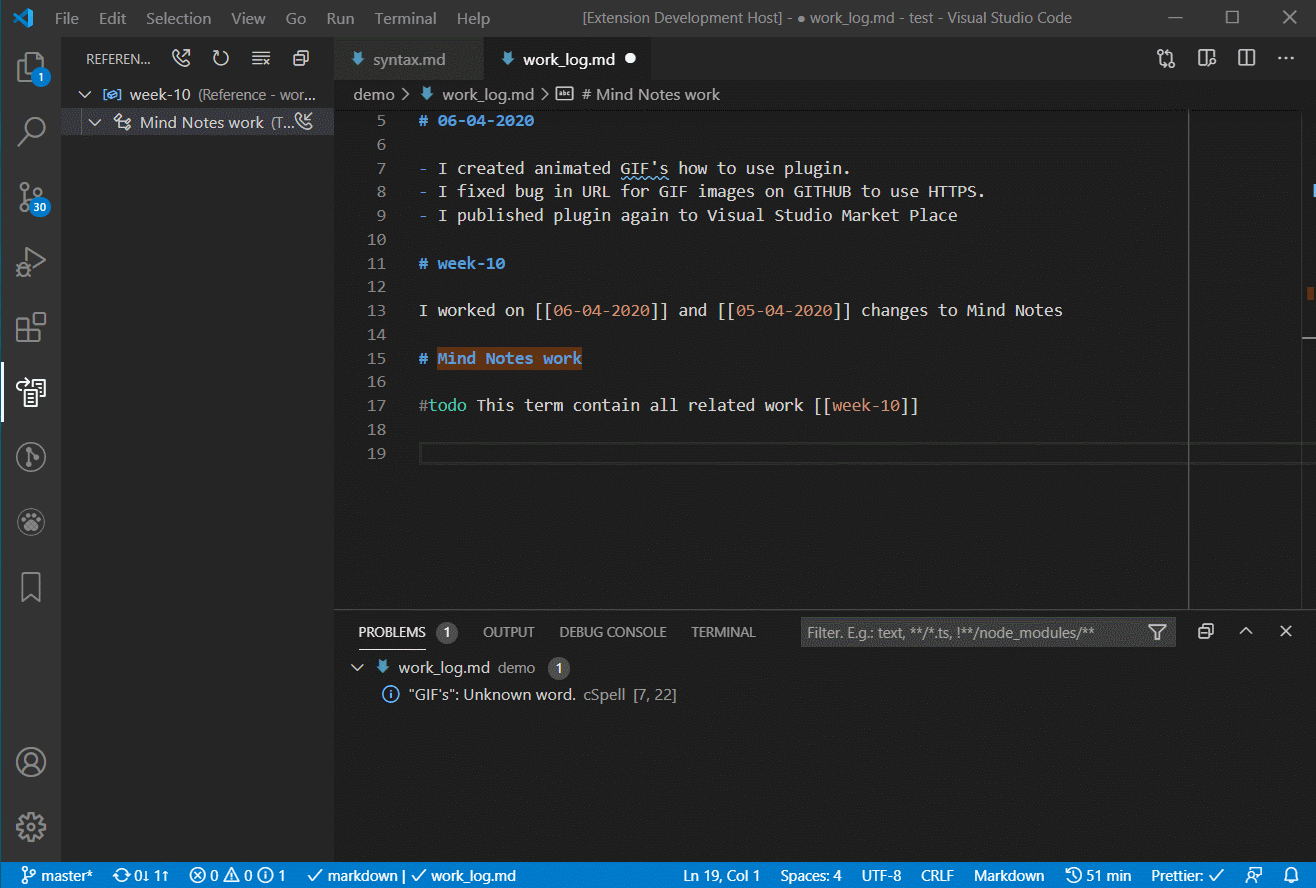 File Edit Selection View Go Run Terminal Help [Extension Development Host] - ● work_log.md - test - Visual Studio Code
REFEREN...
syntax.md work_log.md
week-10 (Reference - wor...
demo > work_log.md > # Mind Notes work
Mind Notes work (T...
5 # 06-04-2020
6
7 - I created animated GIF's how to use plugin.
8 - I fixed bug in URL for GIF images on GITHUB to use HTTPS.
9 - I published plugin again to Visual Studio Market Place
10
11 # week-10
12
13 I worked on [[06-04-2020]] and [[05-04-2020]] changes to Mind Notes
14
15 # Mind Notes work
16
17 #todo This term contain all related work [[week-10]]
18
19
1
30
PROBLEMS 1 OUTPUT DEBUG CONSOLE TERMINAL Filter. E.g.: text, **/*.ts, !**/node_modules/**
work_log.md demo 1
"GIF's": Unknown word. cSpell [7, 22]
master* 0↓ 1↑ 0 0 1 markdown | work_log.md Ln 19, Col 1 Spaces: 4 UTF-8 CRLF Markdown 51 min Prettier: ✓